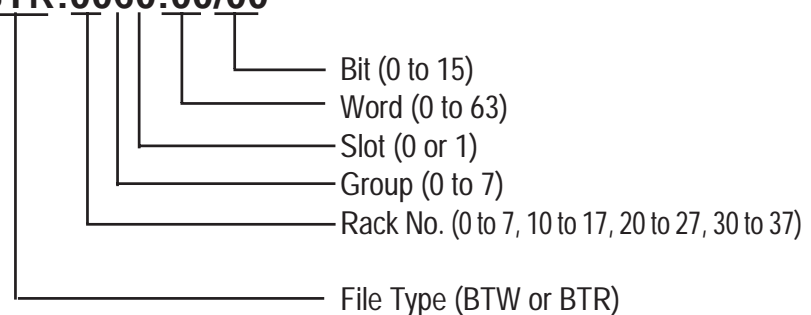 Bit (0 to 15)
Word (0 to 63)
Slot (0 or 1)
Group (0 to 7)
Rack No. (0 to 7, 10 to 17, 20 to 27, 30 to 37)
File Type (BTW or BTR)